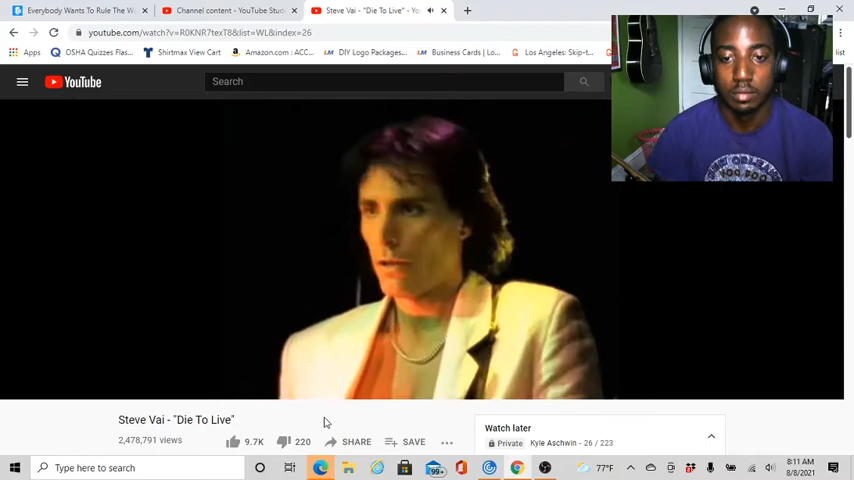 Everybody Wants To Rule The W
Channel content - YouTube Stud
Steve Vai - "Die To Live" - Yo
youtube.com/watch?v=R0KNR7texT8&list=WL&index=26
Apps
OSHA Quizzes Flas...
Shirtmax View Cart
Amazon.com : ACC...
DIY Logo Packages...
Business Cards | Lo...
Los Angeles: Skip-t...
list
YouTube
Search
Steve Vai - "Die To Live"
2,478,791 views
9.7K
220
SHARE
SAVE
Watch later
Private
Kyle Aschwin - 26 / 223
Type here to search
99+
77°F
8:11 AM
8/8/2021